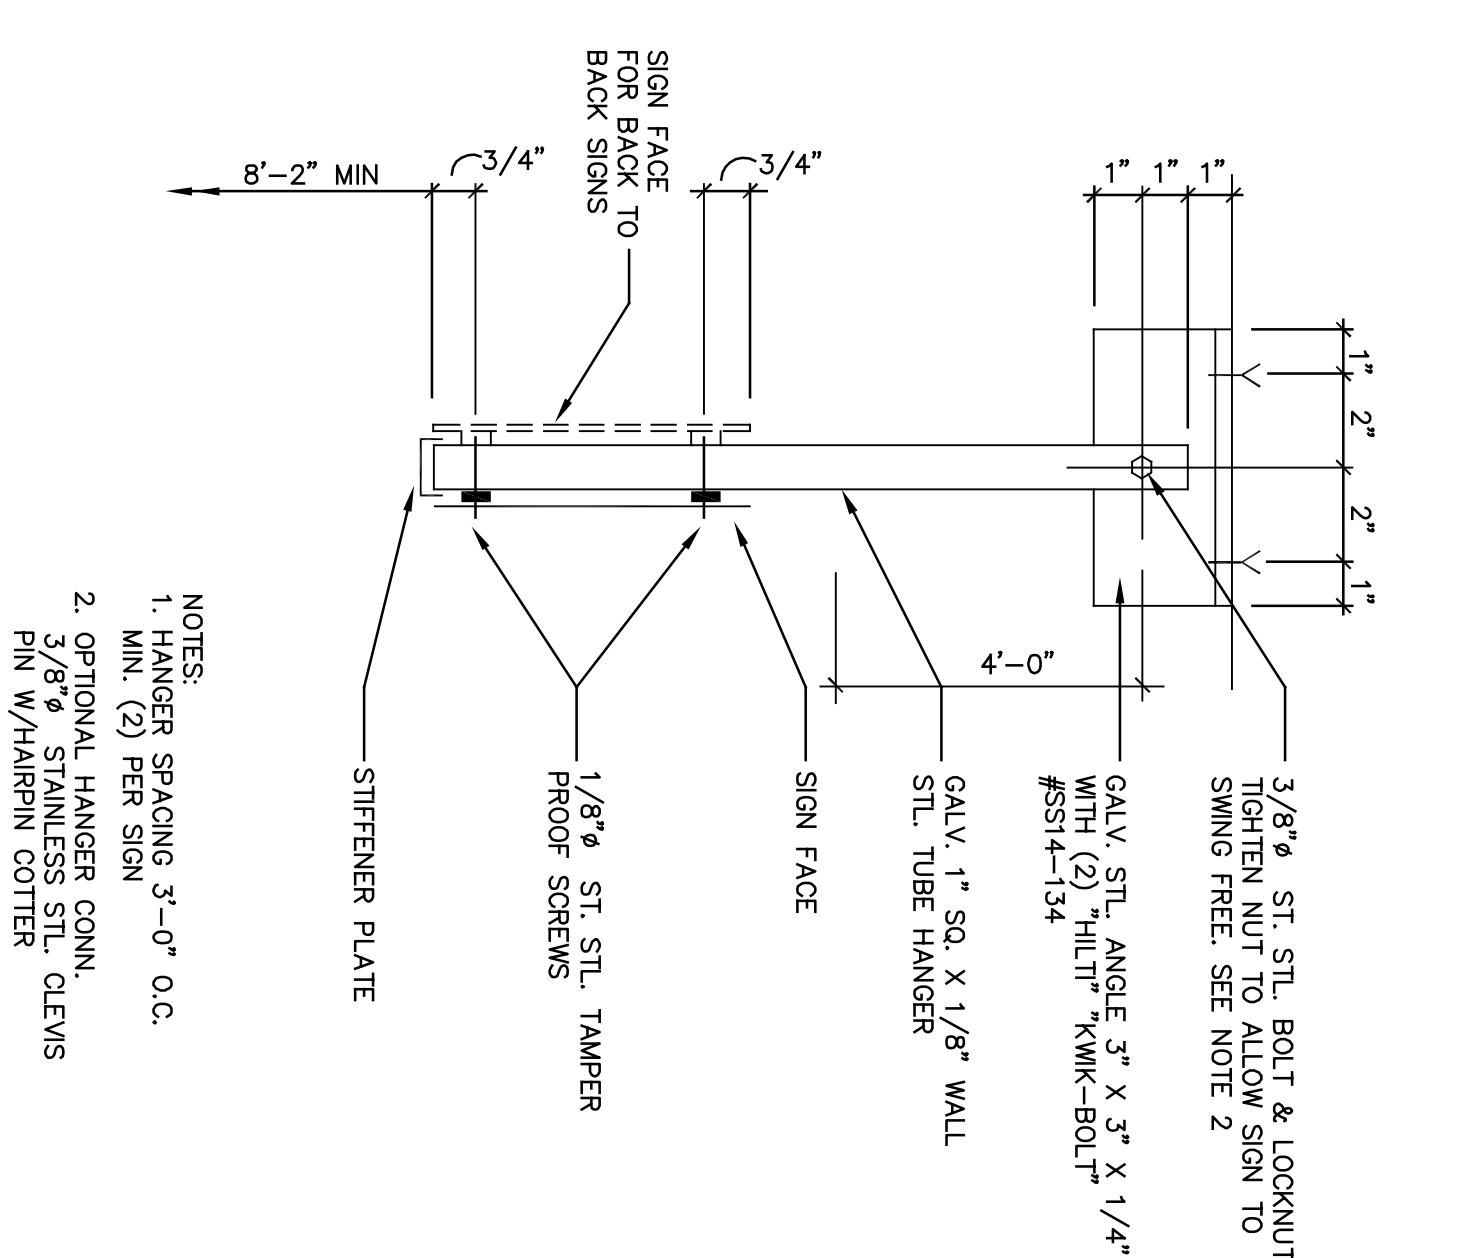 1"
2"
2"
1"
1"
1"
1"
3/4"
3/4"
8'-2" MIN
4'-0"
SIGN FACE
FOR BACK TO
BACK SIGNS
3/8"ø ST. STL. BOLT & LOCKNUT
TIGHTEN NUT TO ALLOW SIGN TO
SWING FREE. SEE NOTE 2
GALV. STL. ANGLE 3" X 3" X 1/4"
WITH (2) "HILTI" "KWIK-BOLT"
#SS14-134
GALV. 1" SQ. X 1/8" WALL
STL. TUBE HANGER
SIGN FACE
1/8"ø ST. STL. TAMPER
PROOF SCREWS
STIFFENER PLATE
NOTES:
1. HANGER SPACING 3'-0" O.C.
MIN. (2) PER SIGN
2. OPTIONAL HANGER CONN.
3/8"ø STAINLESS STL. CLEVIS
PIN W/HAIRPIN COTTER